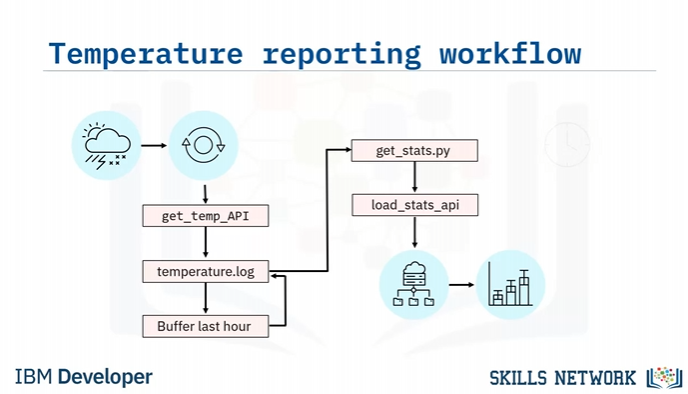 Temperature reporting workflow
get_temp_API
temperature.log
Buffer last hour
get_stats.py
load_stats_api
IBM Developer
SKILLS NETWORK